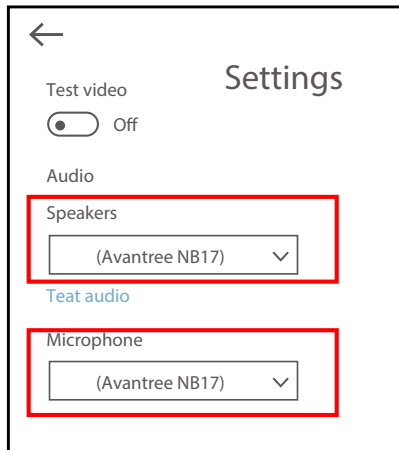 Settings
Test video
Off
Audio
Speakers
(Avantree NB17)
Teat audio
Microphone
(Avantree NB17)